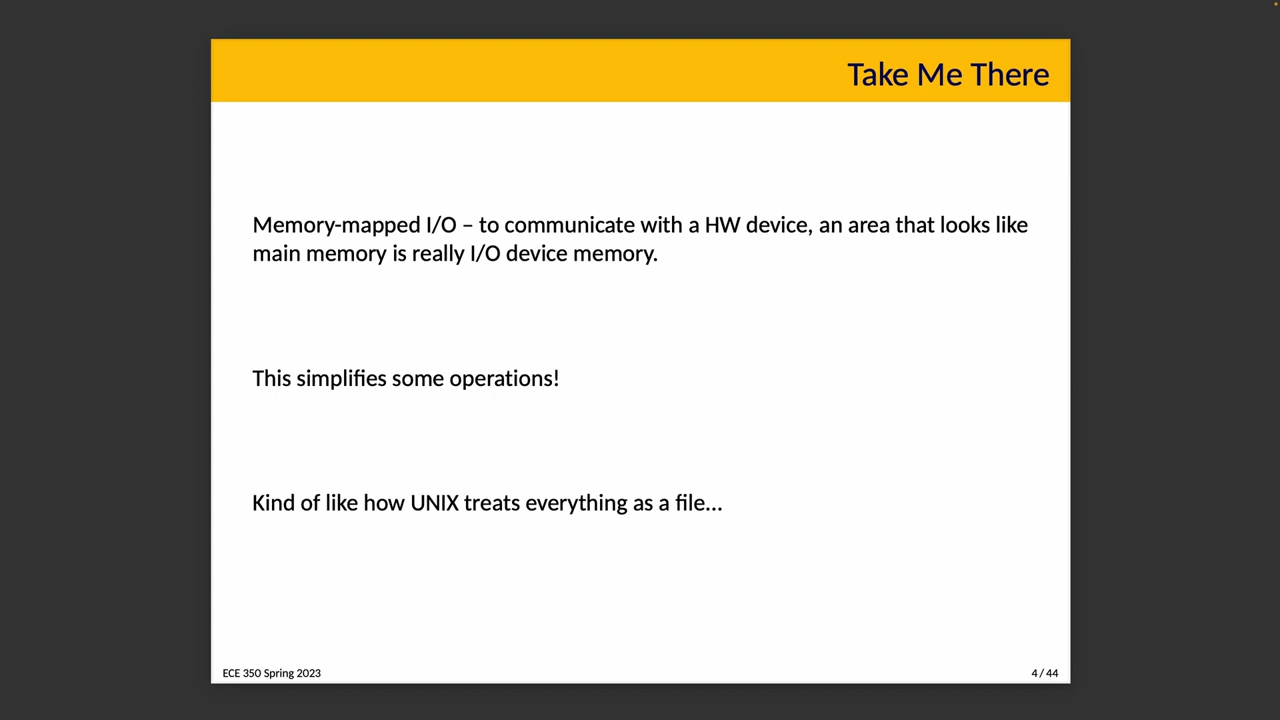 Take Me There
Memory-mapped I/O – to communicate with a HW device, an area that looks like
main memory is really I/O device memory.
This simplifies some operations!
Kind of like how UNIX treats everything as a file...
ECE 350 Spring 2023
4 / 44